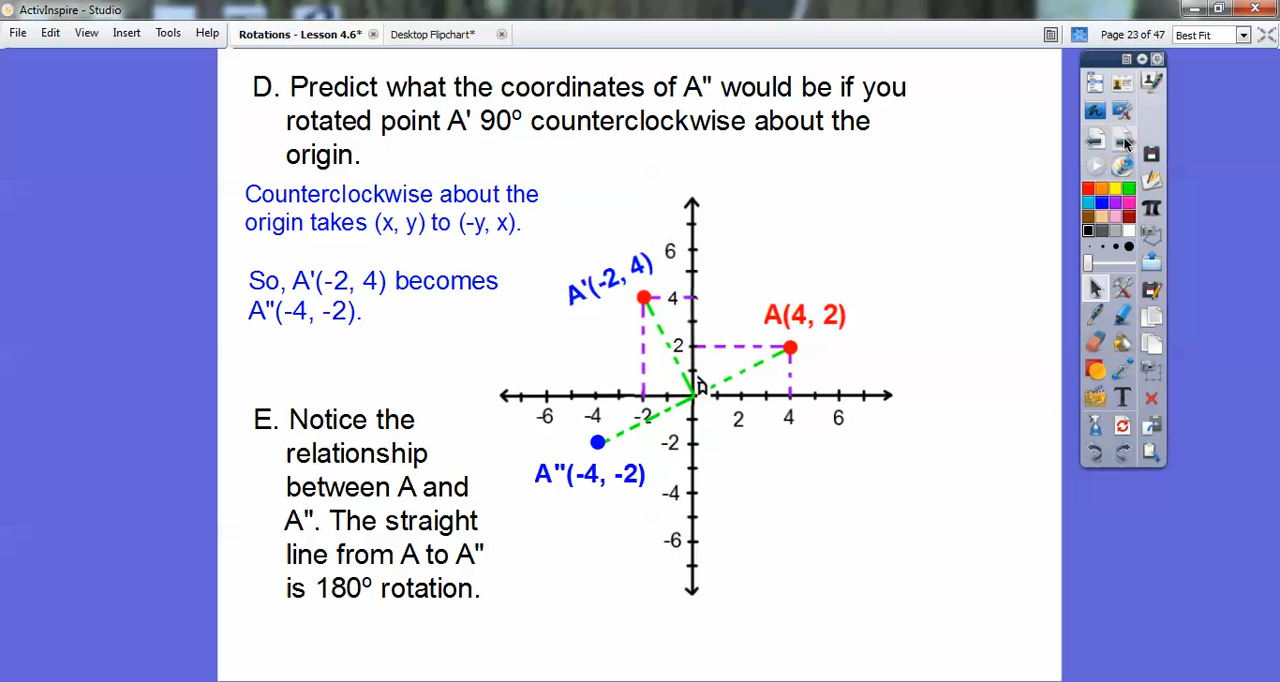 ActivInspire - Studio
File Edit View Insert Tools Help
Rotations - Lesson 4.6* Desktop Flipchart* Page 23 of 47 Best Fit
D. Predict what the coordinates of A" would be if you
rotated point A' 90º counterclockwise about the
origin.
Counterclockwise about the
origin takes (x, y) to (-y, x).
So, A'(-2, 4) becomes
A"(-4, -2).
E. Notice the
relationship
between A and
A". The straight
line from A to A"
is 180º rotation.
A'(-2, 4)
A(4, 2)
A"(-4, -2)
6
4
2
-6 -4 -2 2 4 6
-2
-4
-6